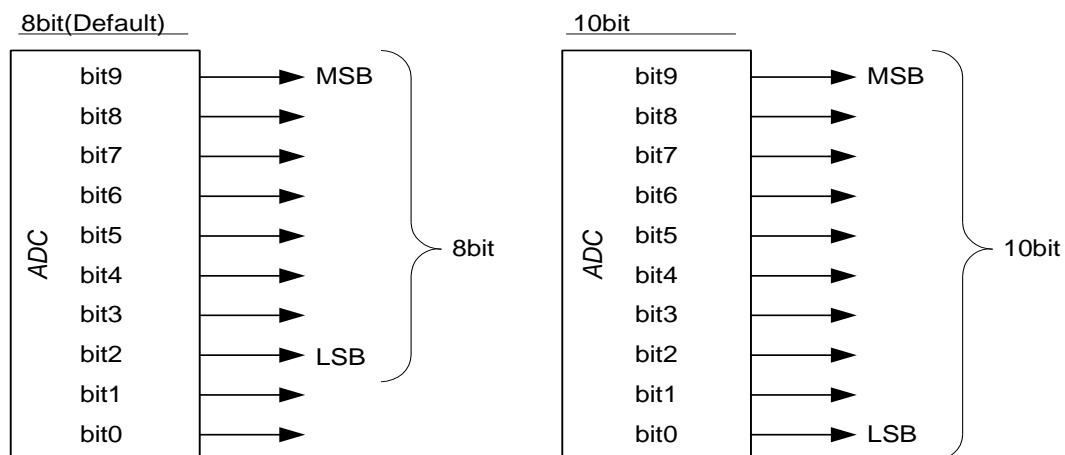 8bit(Default)
bit9 MSB
bit8
bit7
bit6
bit5
ADC
8bit
bit4
bit3
bit2 LSB
bit1
bit0
10bit
bit9 MSB
bit8
bit7
bit6
bit5
ADC
10bit
bit4
bit3
bit2
bit1
bit0 LSB